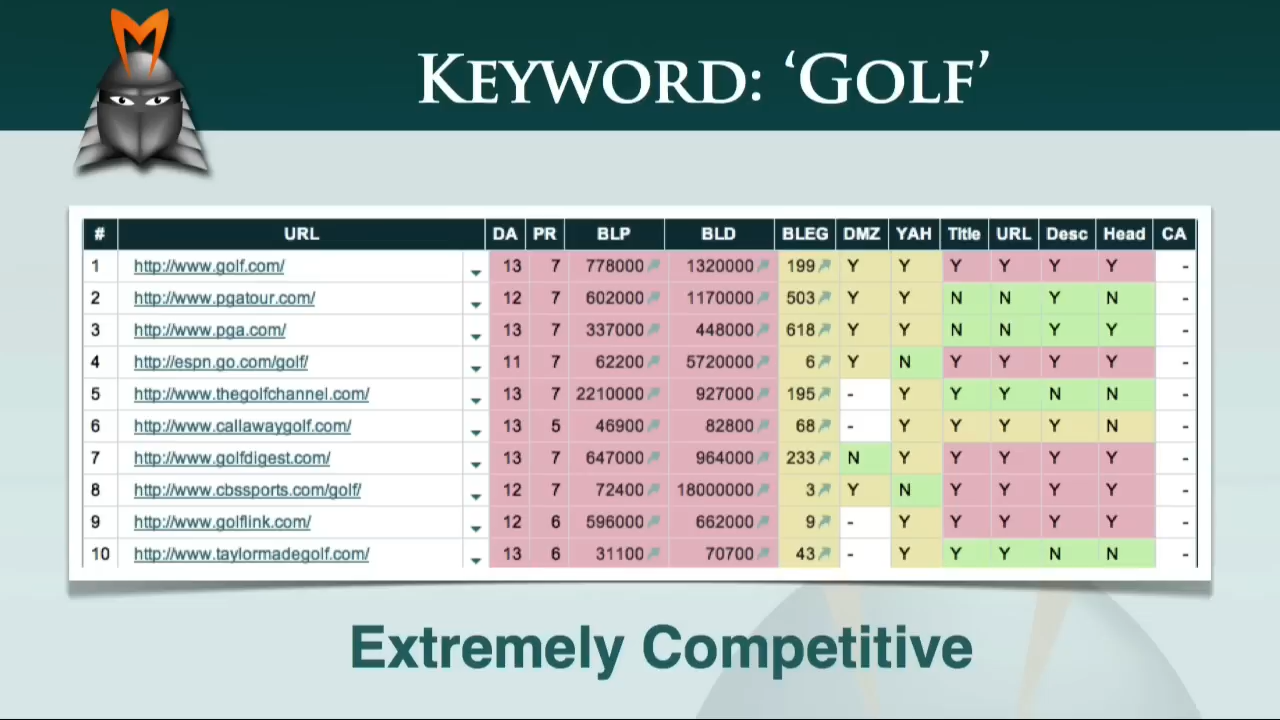 KEYWORD: ‘GOLF’
# URL DA PR BLP BLD BLEG DMZ YAH Title URL Desc Head CA
1 http://www.golf.com/ 13 7 778000 1320000 199 Y Y Y Y Y Y -
2 http://www.pgatour.com/ 12 7 602000 1170000 503 Y Y N N Y N -
3 http://www.pga.com/ 13 7 337000 448000 618 Y Y N N Y Y -
4 http://espn.go.com/golf/ 11 7 62200 5720000 6 Y N Y Y Y Y -
5 http://www.thegolfchannel.com/ 13 7 2210000 927000 195 - Y Y Y N N -
6 http://www.callawaygolf.com/ 13 5 46900 82800 68 - Y Y Y Y N -
7 http://www.golfdigest.com/ 13 7 647000 964000 233 N Y Y Y Y Y -
8 http://www.cbssports.com/golf/ 12 7 72400 18000000 3 Y N Y Y Y Y -
9 http://www.golflink.com/ 12 6 596000 662000 9 - Y Y Y Y Y -
10 http://www.taylormadegolf.com/ 13 6 31100 70700 43 - Y Y Y N N -
Extremely Competitive